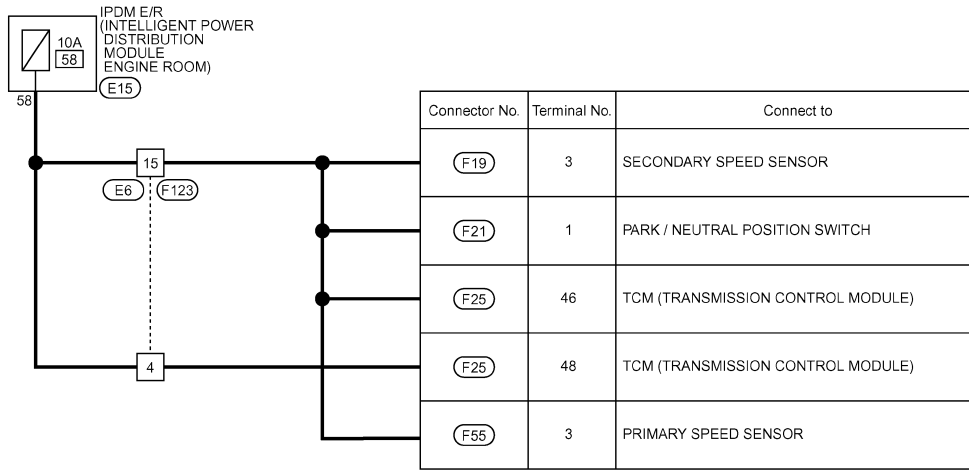 IPDM E/R
(INTELLIGENT POWER
DISTRIBUTION
MODULE
ENGINE ROOM)
10A
58
E15
58
Connector No. Terminal No. Connect to
15
F19 3 SECONDARY SPEED SENSOR
E6 F123
F21 1 PARK / NEUTRAL POSITION SWITCH
F25 46 TCM (TRANSMISSION CONTROL MODULE)
4
F25 48 TCM (TRANSMISSION CONTROL MODULE)
F55 3 PRIMARY SPEED SENSOR